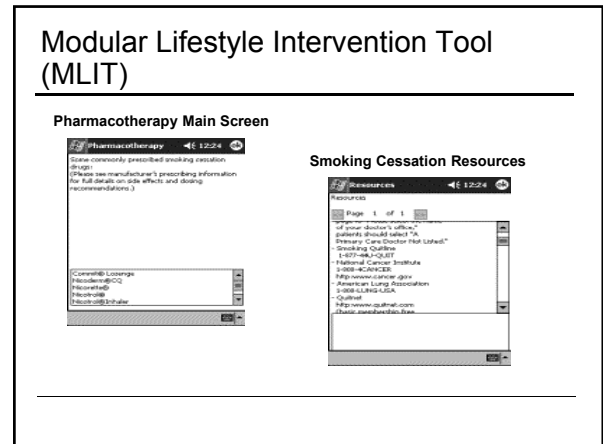 Modular Lifestyle Intervention Tool
(MLIT)
Pharmacotherapy Main Screen
Pharmacotherapy 12:24 ok
Some commonly prescribed smoking cessation
drugs:
(Please see manufacturer's prescribing information
for full details on side effects and dosing
recommendations.)
Commit® Lozenge
Nicoderm®CQ
Nicorette®
Nicotrol®
Nicotrol®Inhaler
Smoking Cessation Resources
Resources 12:24 ok
Resources
Page 1 of 1
of your doctor's office,"
patients should select "A
Primary Care Doctor Not Listed."
- Smoking Quitline
1-877-44U-QUIT
- National Cancer Institute
1-800-4CANCER
http:www.cancer.gov
- American Lung Association
1-800-LUNG-USA
- Quitnet
http:www.quitnet.com
(basic membership free